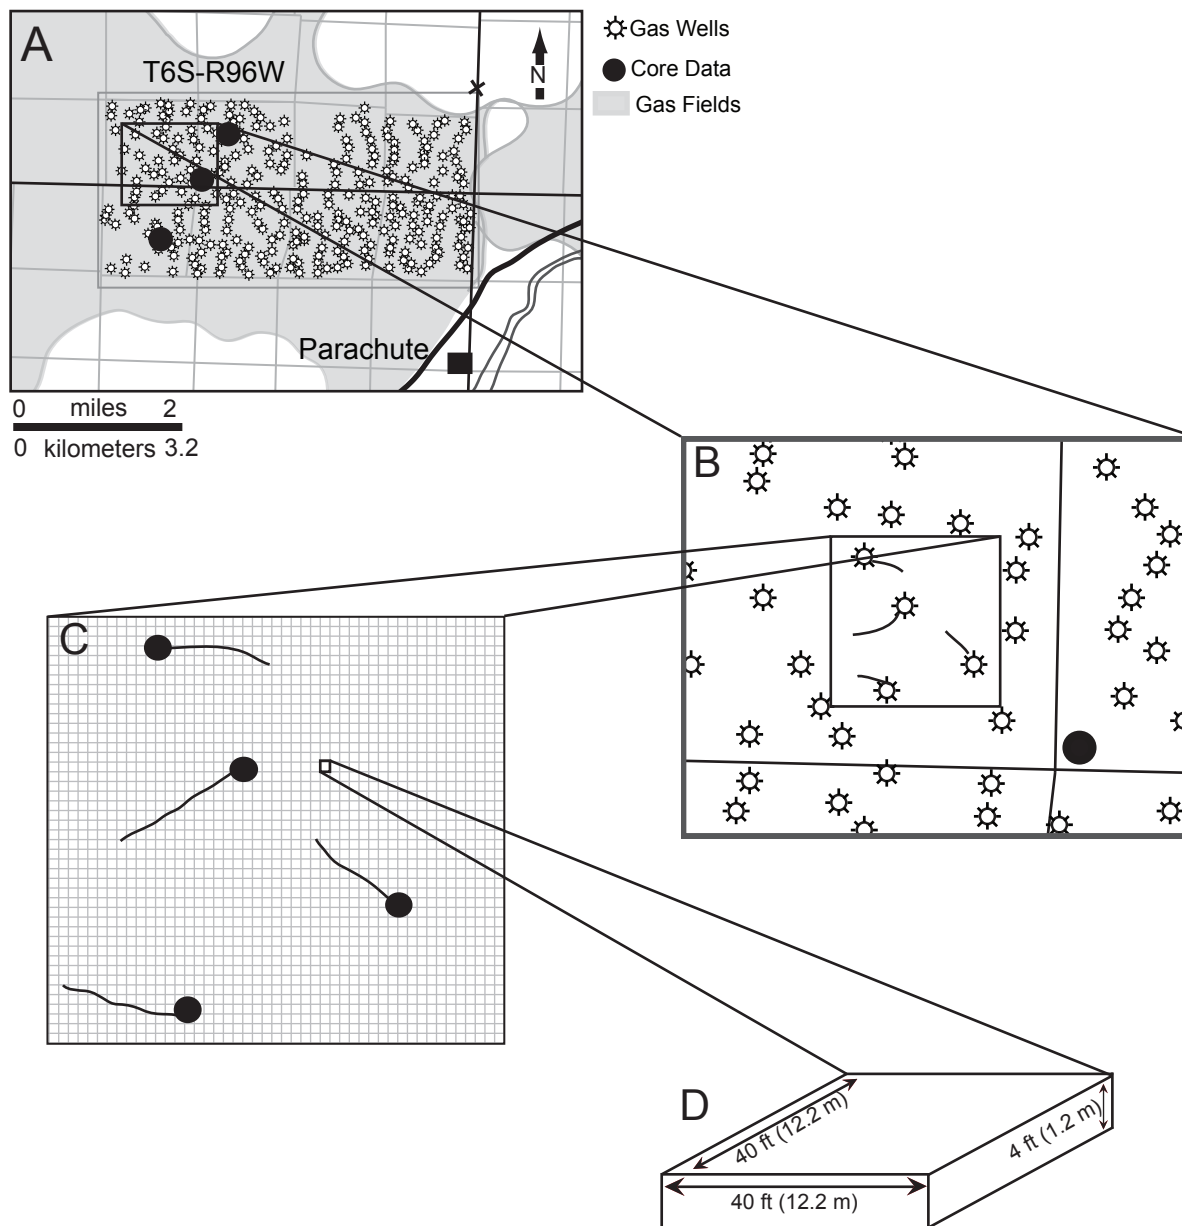 A
T6S-R96W
N
Parachute
Gas Wells
Core Data
Gas Fields
0 miles 2
0 kilometers 3.2
B
C
D
40 ft (12.2 m)
4 ft (1.2 m)
40 ft (12.2 m)